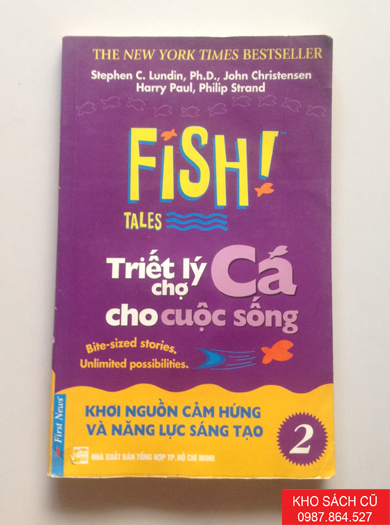 THE NEW YORK TIMES BESTSELLER
Stephen C. Lundin, Ph.D., John Christensen
Harry Paul, Philip Strand
FiSH!
TALES
Triết lý
chợ
Cá
cho cuộc sống
Bite-sized stories.
Unlimited possibilities.
KHƠI NGUỒN CẢM HỨNG
VÀ NĂNG LỰC SÁNG TẠO
2
First News
NHÀ XUẤT BẢN TỔNG HỢP TP. HỒ CHÍ MINH
KHO SÁCH CŨ
0987.864.527